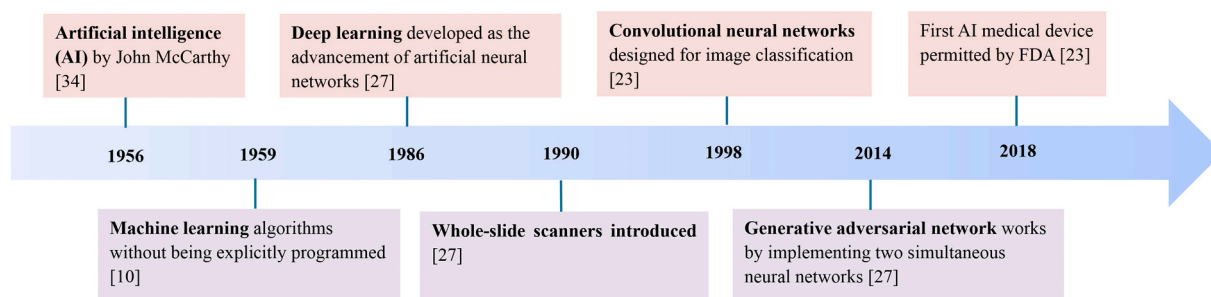 Artificial intelligence
(AI) by John McCarthy
[34]
Deep learning developed as the
advancement of artificial neural
networks [27]
Convolutional neural networks
designed for image classification
[23]
First AI medical device
permitted by FDA [23]
1956
1959
1986
1990
1998
2014
2018
Machine learning algorithms
without being explicitly programmed
[10]
Whole-slide scanners introduced
[27]
Generative adversarial network works
by implementing two simultaneous
neural networks [27]